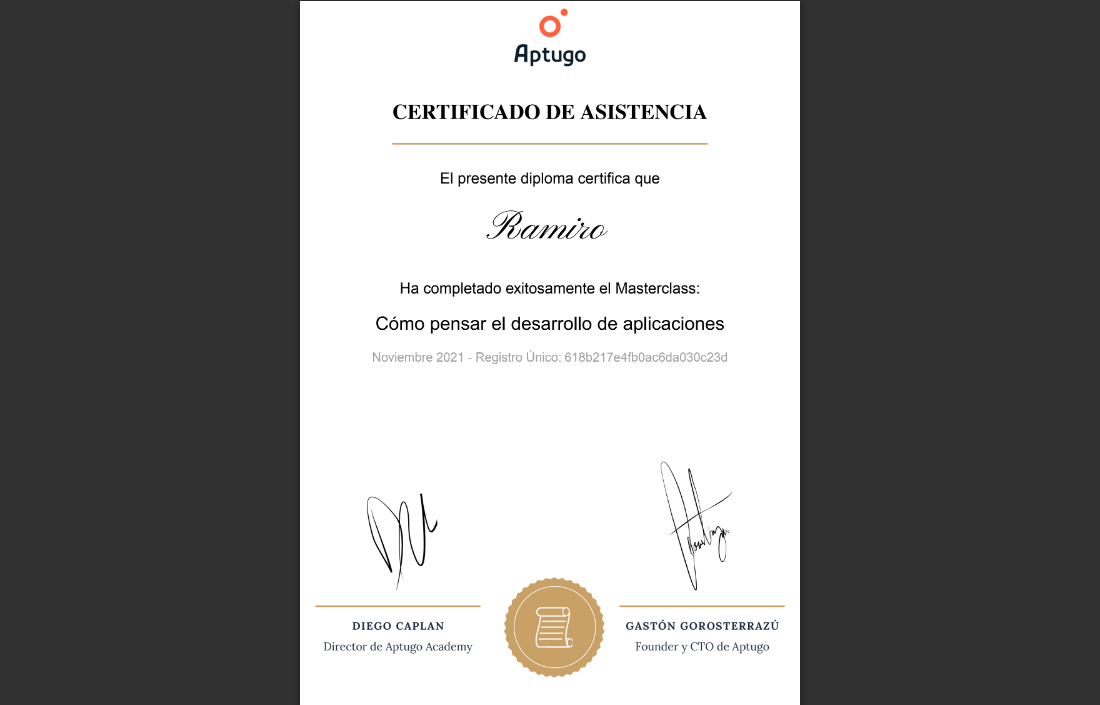 Aptugo
CERTIFICADO DE ASISTENCIA
El presente diploma certifica que
Ramiro
Ha completado exitosamente el Masterclass:
Cómo pensar el desarrollo de aplicaciones
Noviembre 2021 - Registro Único: 618b217e4fb0ac6da030c23d
DIEGO CAPLAN
Director de Aptugo Academy
GASTÓN GOROSTERRAZÚ
Founder y CTO de Aptugo